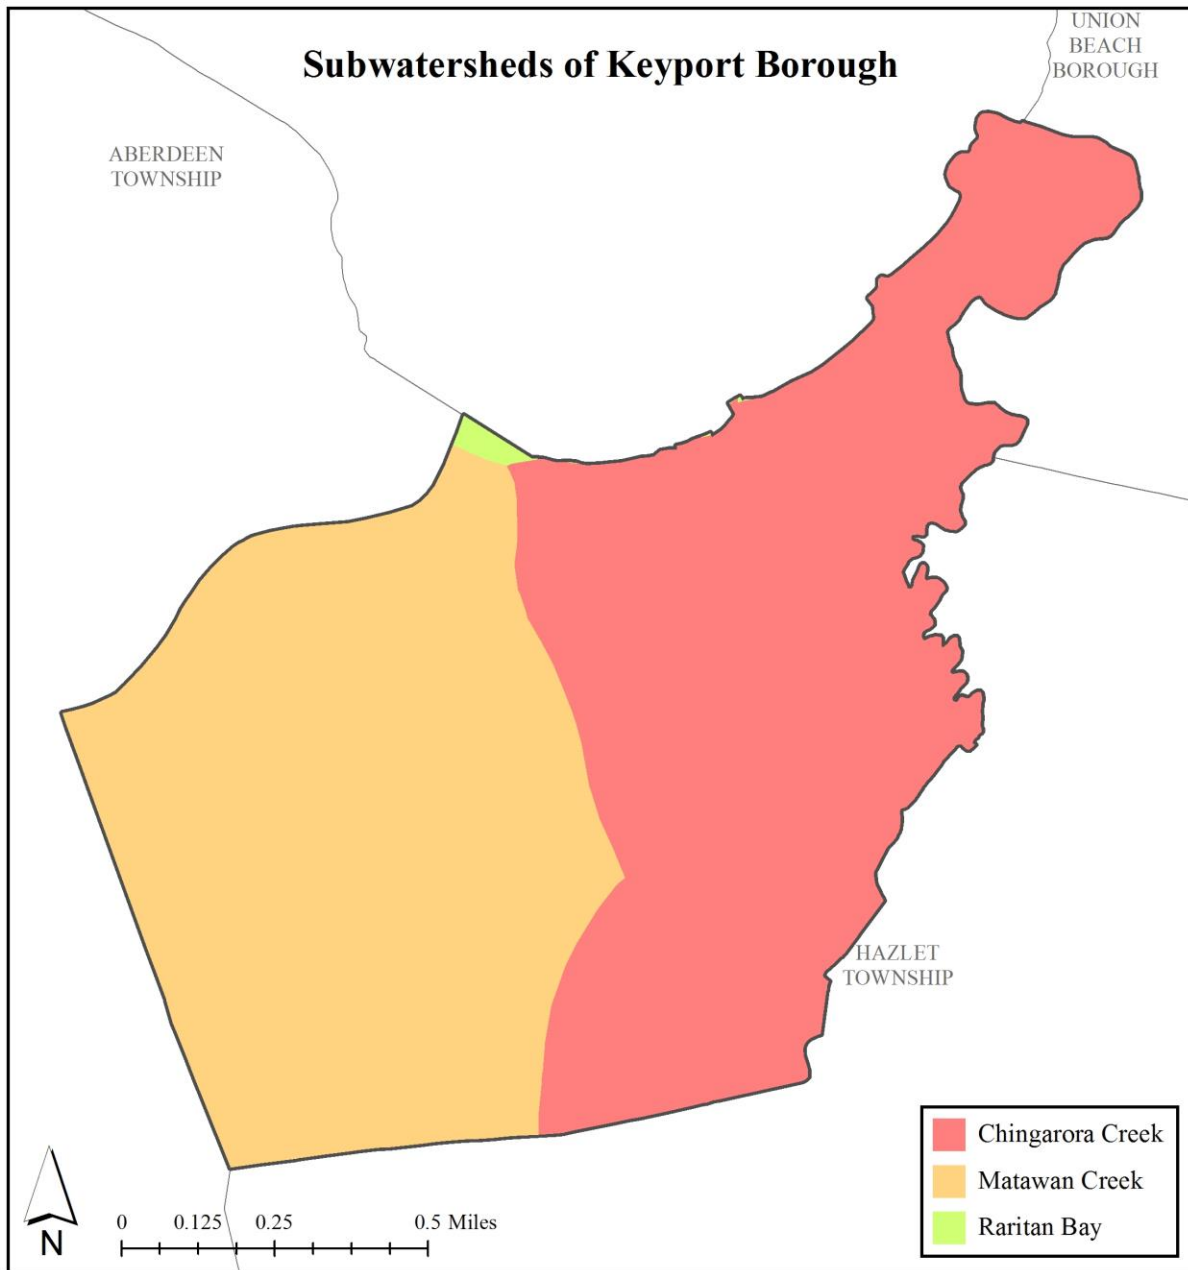 Subwatersheds of Keyport Borough
UNION
BEACH
BOROUGH
ABERDEEN
TOWNSHIP
HAZLET
TOWNSHIP
Chingarora Creek
Matawan Creek
Raritan Bay
N
0 0.125 0.25 0.5 Miles